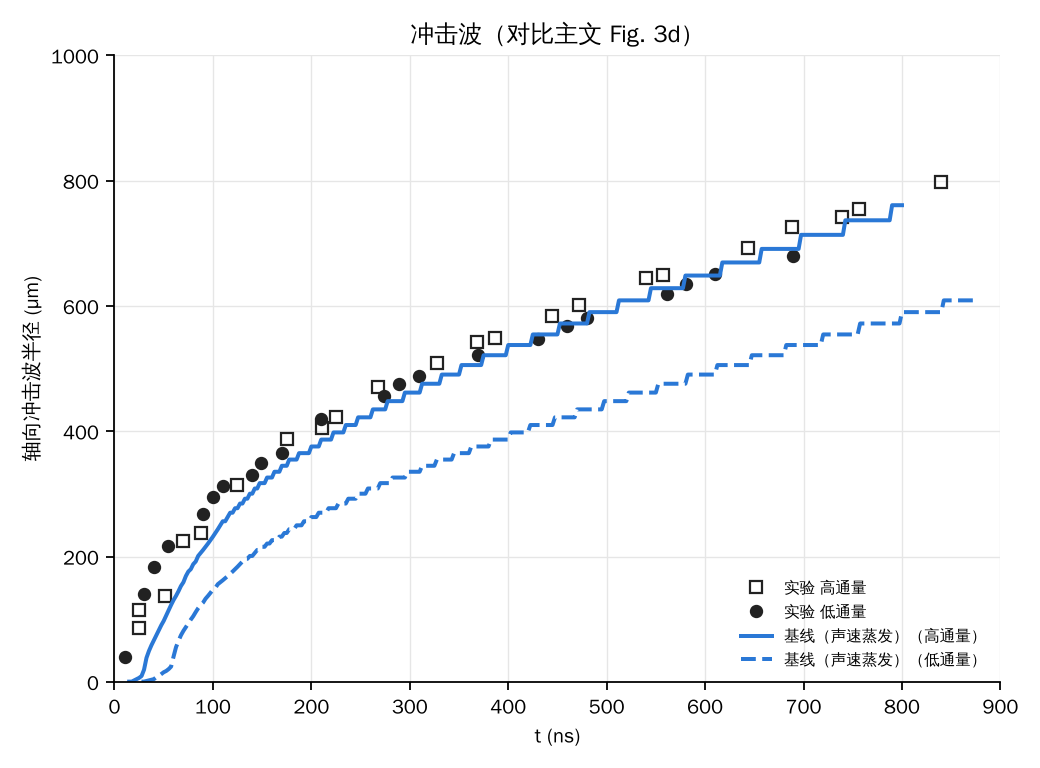 冲击波（对比主文 Fig. 3d）
1000
800
600
400
200
0
轴向冲击波半径 (μm)
实验 高通量
实验 低通量
基线（声速蒸发）（高通量）
基线（声速蒸发）（低通量）
0 100 200 300 400 500 600 700 800 900
t (ns)